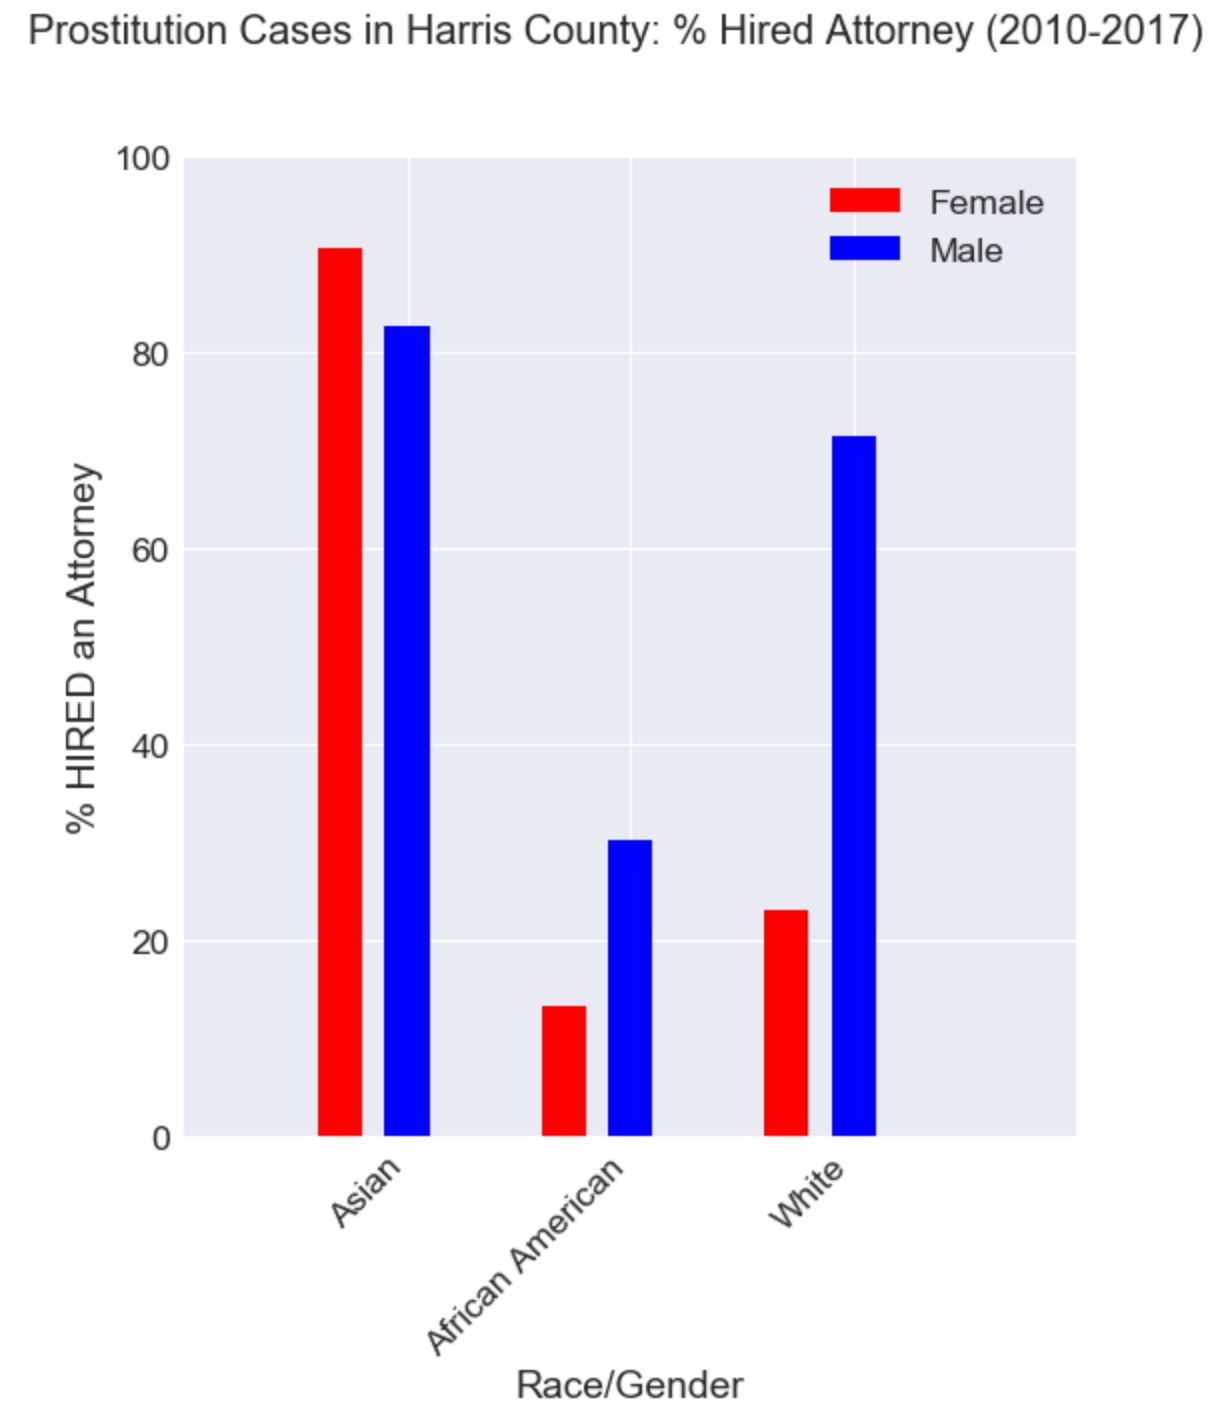 Prostitution Cases in Harris County: % Hired Attorney (2010-2017)
100
80
60
40
20
0
% HIRED an Attorney
Female
Male
Asian
African American
White
Race/Gender